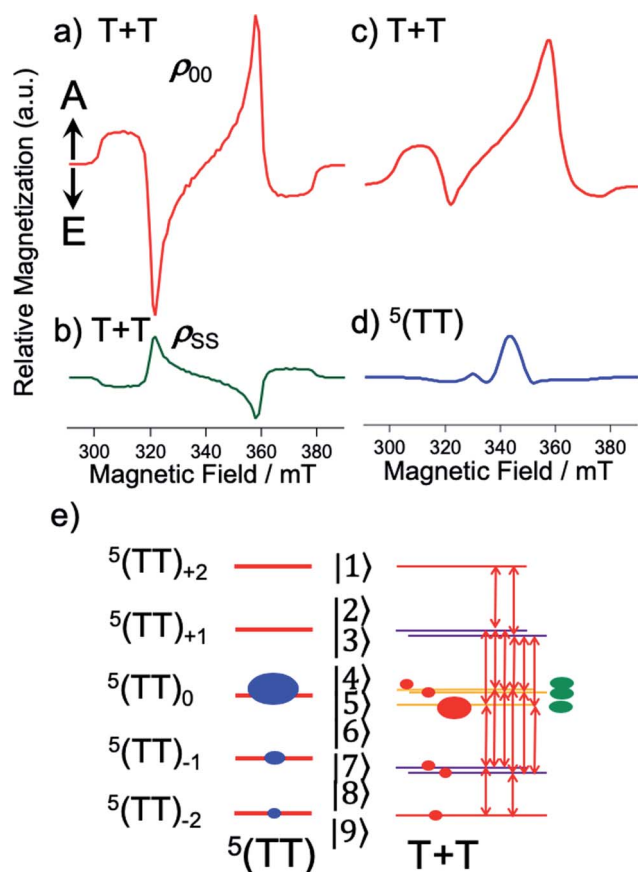 a) T+T
ρ00
c) T+T
A
E
Relative Magnetization (a.u.)
b) T+T ρSS
d) 5(TT)
300 320 340 360 380
Magnetic Field / mT
300 320 340 360 380
Magnetic Field / mT
e)
5(TT)+2 |1⟩
|2⟩
5(TT)+1 |3⟩
|4⟩
5(TT)0 |5⟩
|6⟩
5(TT)-1 |7⟩
|8⟩
5(TT)-2 |9⟩
5(TT) T+T